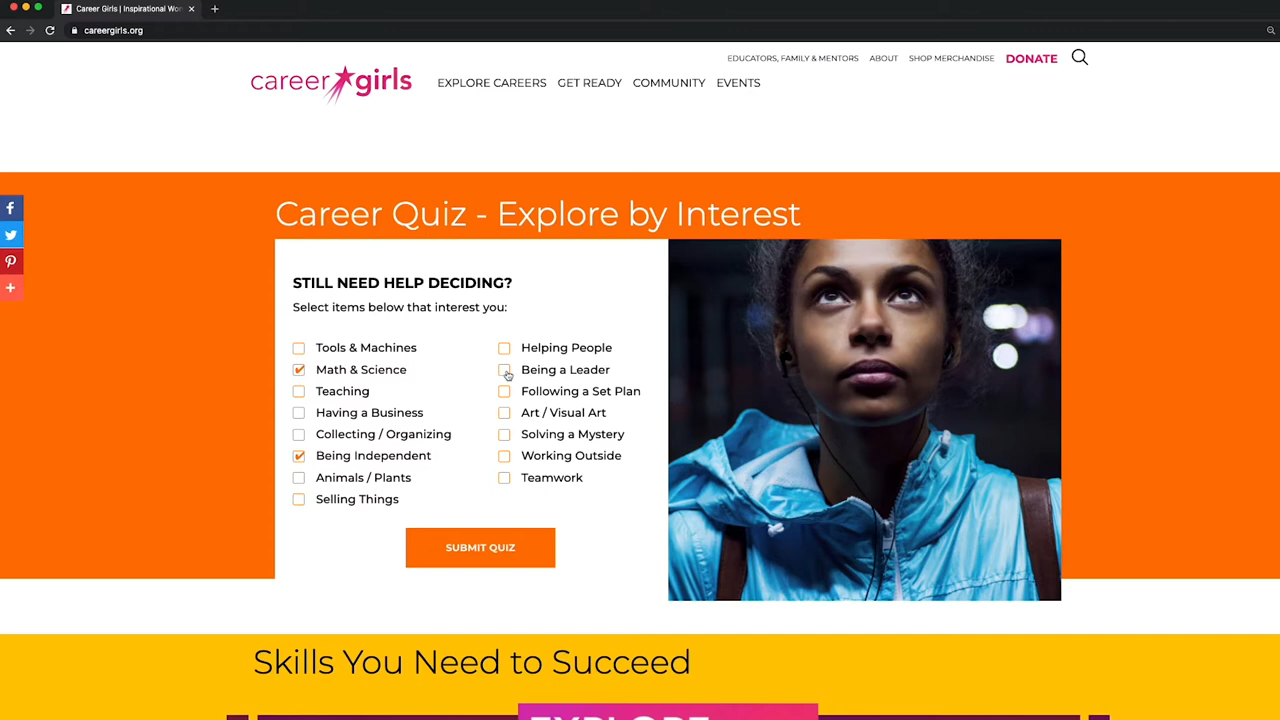 Career Girls | Inspirational Wo
careergirls.org
EDUCATORS, FAMILY & MENTORS ABOUT SHOP MERCHANDISE DONATE
career girls EXPLORE CAREERS GET READY COMMUNITY EVENTS
Career Quiz - Explore by Interest
STILL NEED HELP DECIDING?
Select items below that interest you:
Tools & Machines
Math & Science
Teaching
Having a Business
Collecting / Organizing
Being Independent
Animals / Plants
Selling Things
Helping People
Being a Leader
Following a Set Plan
Art / Visual Art
Solving a Mystery
Working Outside
Teamwork
SUBMIT QUIZ
Skills You Need to Succeed
EXPLORE